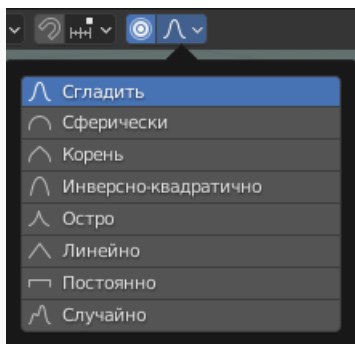 Сгладить
Сферически
Корень
Инверсно-квадратично
Остро
Линейно
Постоянно
Случайно